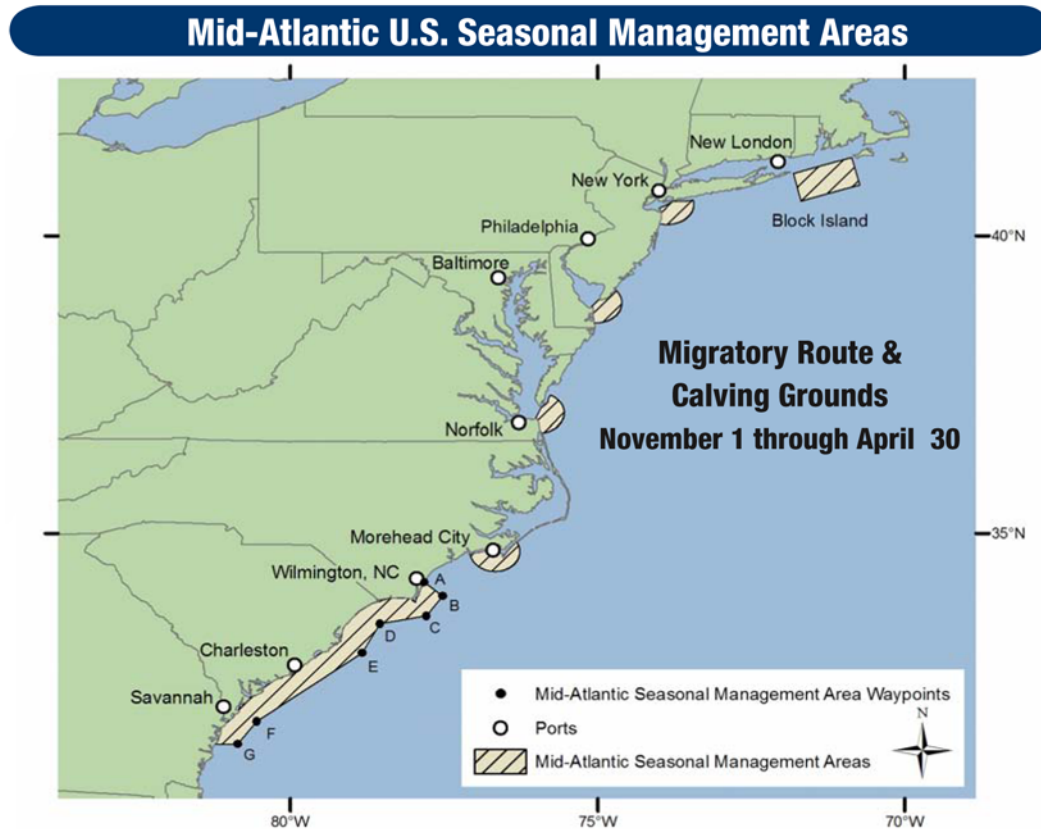 Mid-Atlantic U.S. Seasonal Management Areas
New London
New York
Block Island
Philadelphia
40°N
Baltimore
Migratory Route &
Calving Grounds
November 1 through April 30
Norfolk
35°N
Morehead City
Wilmington, NC
A
B
C
D
E
Charleston
Savannah
F
G
Mid-Atlantic Seasonal Management Area Waypoints
Ports
Mid-Atlantic Seasonal Management Areas
N
80°W
75°W
70°W